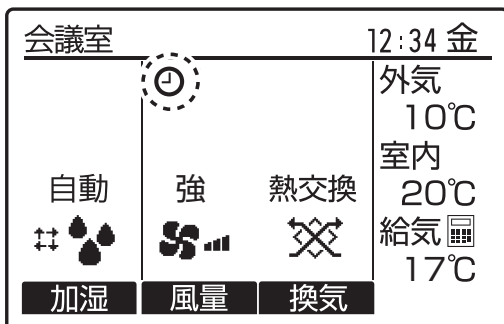 会議室 12:34 金
外気
10℃
室内
自動 強 熱交換 20℃
給気
17℃
加湿 風量 換気